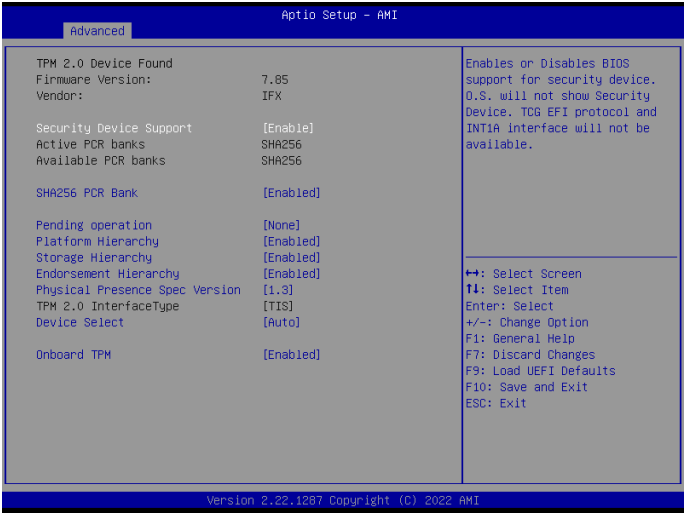 Aptio Setup - AMI
Advanced
TPM 2.0 Device Found
Firmware Version: 7.85
Vendor: IFX
Security Device Support [Enable]
Active PCR banks SHA256
Available PCR banks SHA256
SHA256 PCR Bank [Enabled]
Pending operation [None]
Platform Hierarchy [Enabled]
Storage Hierarchy [Enabled]
Endorsement Hierarchy [Enabled]
Physical Presence Spec Version [1.3]
TPM 2.0 InterfaceType [TIS]
Device Select [Auto]
Onboard TPM [Enabled]
Enables or Disables BIOS
support for security device.
O.S. will not show Security
Device. TCG EFI protocol and
INT1A interface will not be
available.
↔: Select Screen
↑↓: Select Item
Enter: Select
+/-: Change Option
F1: General Help
F7: Discard Changes
F9: Load UEFI Defaults
F10: Save and Exit
ESC: Exit
Version 2.22.1287 Copyright (C) 2022 AMI